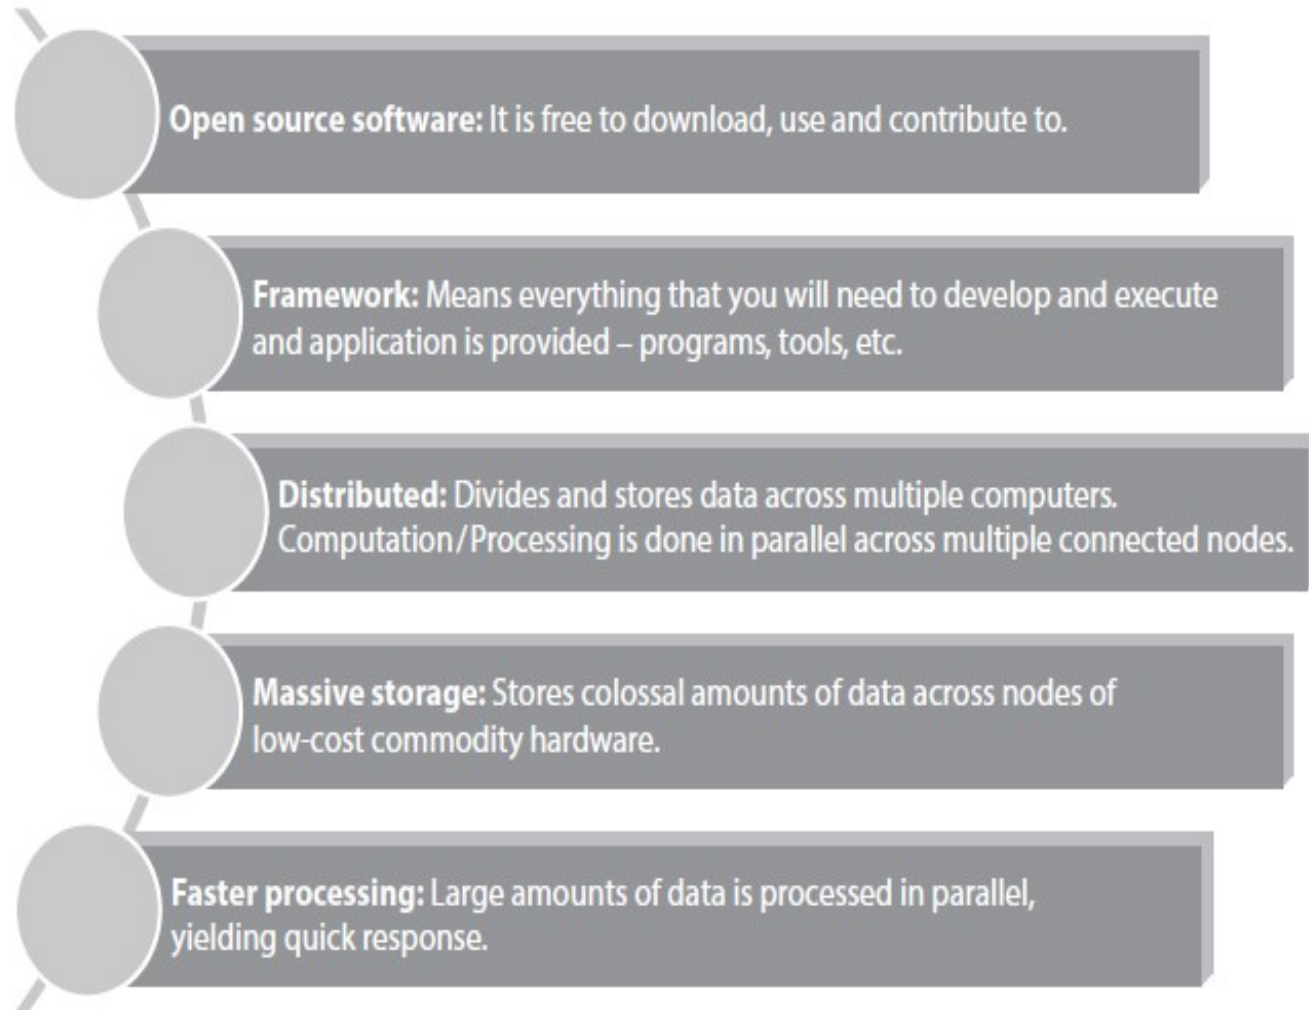 Open source software: It is free to download, use and contribute to.
Framework: Means everything that you will need to develop and execute
and application is provided – programs, tools, etc.
Distributed: Divides and stores data across multiple computers.
Computation/Processing is done in parallel across multiple connected nodes.
Massive storage: Stores colossal amounts of data across nodes of
low-cost commodity hardware.
Faster processing: Large amounts of data is processed in parallel,
yielding quick response.